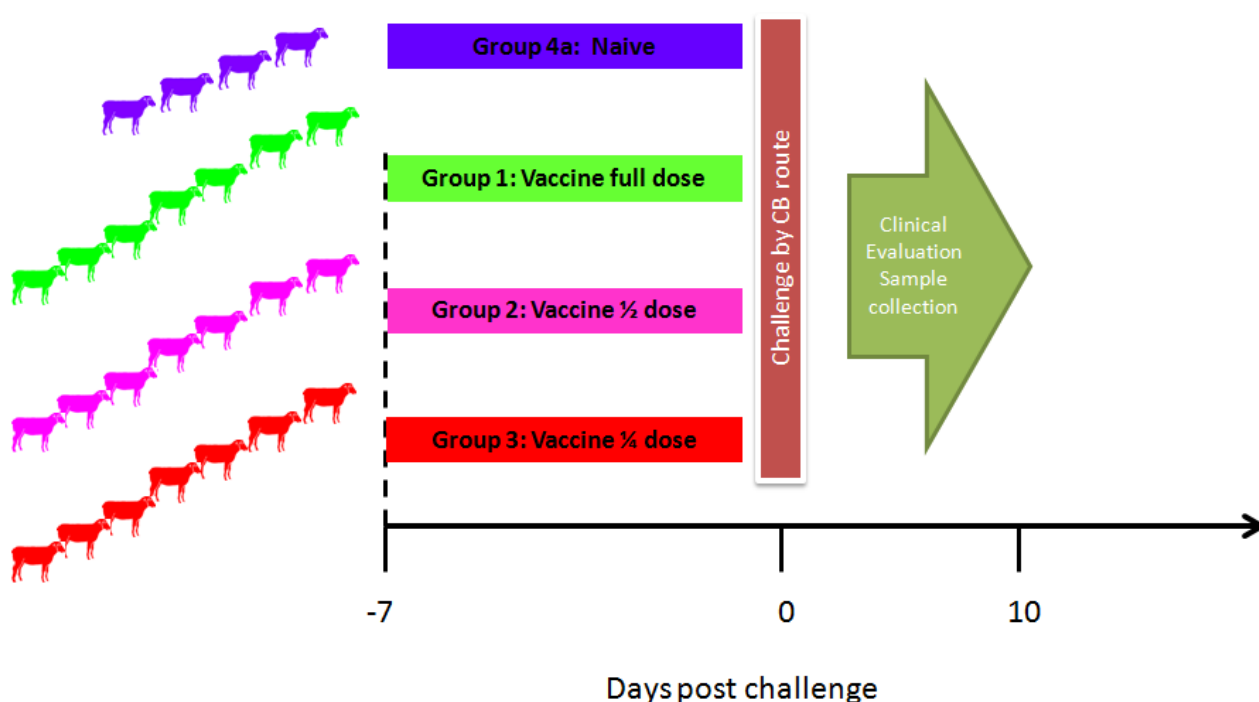 Group 4a:  Naive
Group 1: Vaccine full dose
Group 2: Vaccine ½ dose
Group 3: Vaccine ¼ dose
Challenge by CB route
Clinical
Evaluation
Sample
collection
-7
0
10
Days post challenge